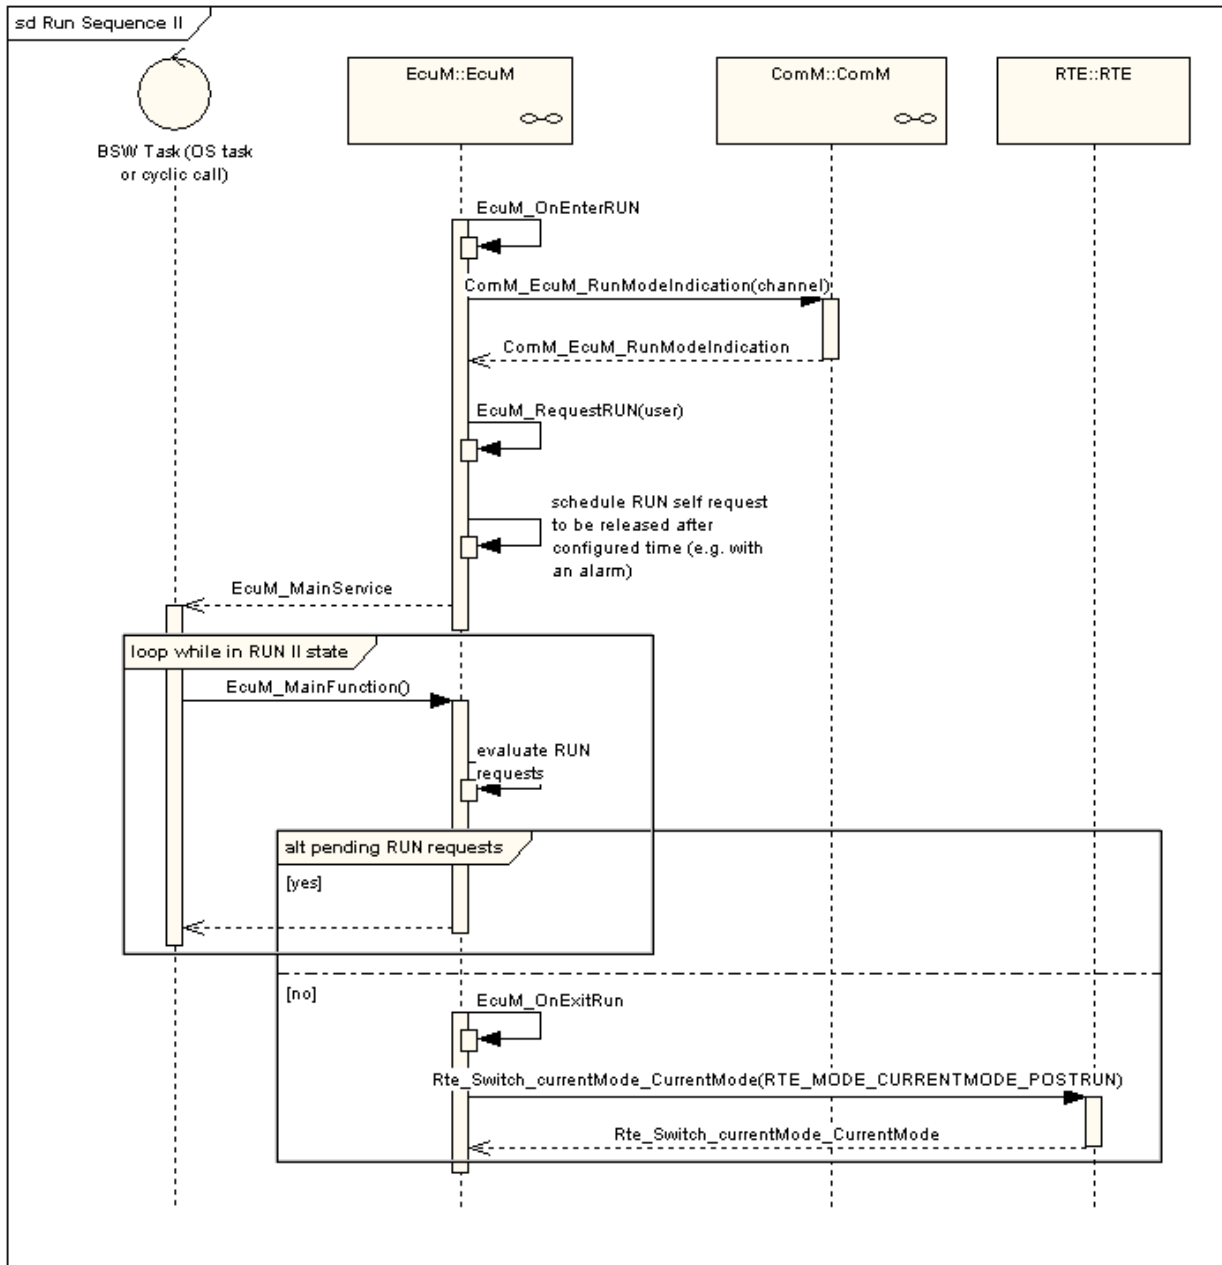 sd Run Sequence II
EcuM::EcuM
ComM::ComM
RTE::RTE
BSW Task (OS task
or cyclic call)
EcuM_OnEnterRUN
ComM_EcuM_RunModeIndication(channel)
ComM_EcuM_RunModeIndication
EcuM_RequestRUN(user)
schedule RUN self request
to be released after
configured time (e.g. with
an alarm)
EcuM_MainService
loop while in RUN II state
EcuM_MainFunction()
evaluate RUN
requests
alt pending RUN requests
[yes]
[no]
EcuM_OnExitRun
Rte_Switch_currentMode_CurrentMode(RTE_MODE_CURRENTMODE_POSTRUN)
Rte_Switch_currentMode_CurrentMode